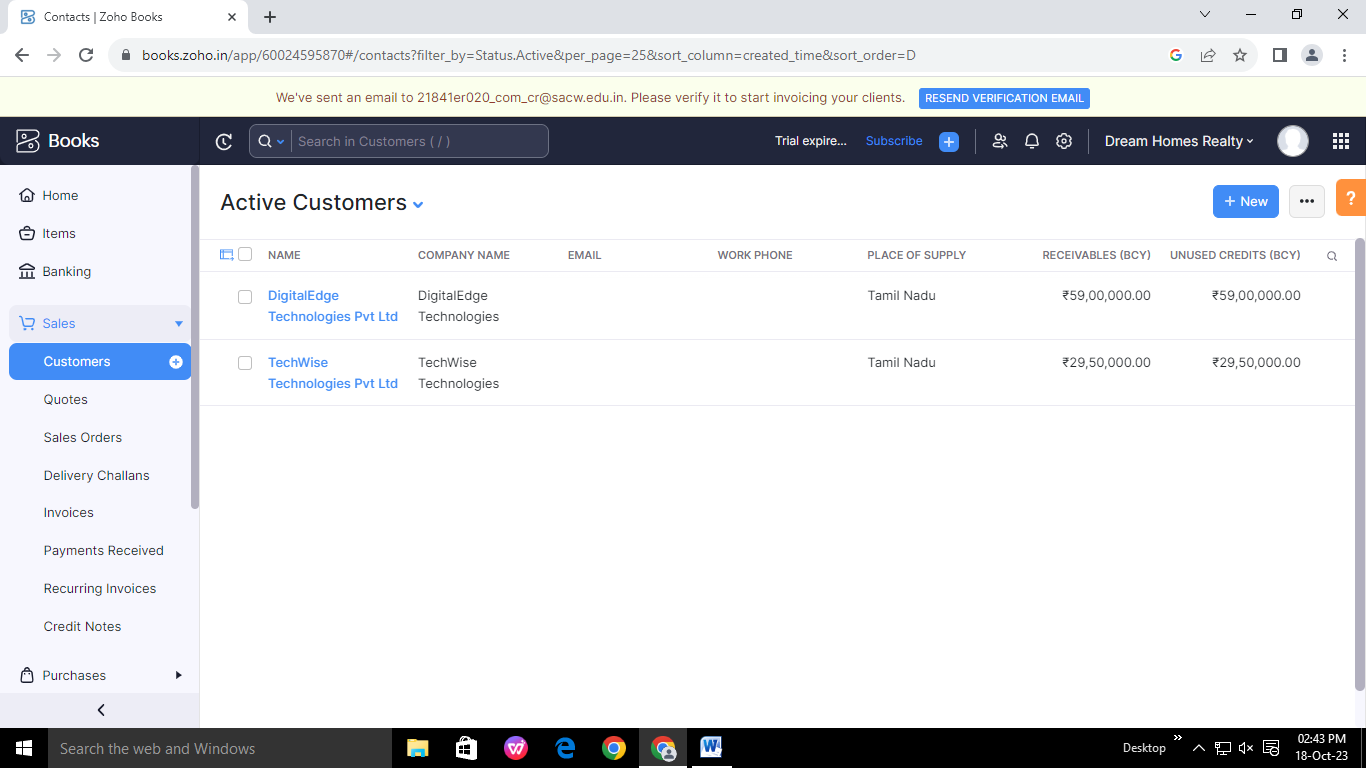 Contacts | Zoho Books
books.zoho.in/app/60024595870#/contacts?filter_by=Status.Active&per_page=25&sort_column=created_time&sort_order=D
We've sent an email to 21841er020_com_cr@sacw.edu.in. Please verify it to start invoicing your clients. RESEND VERIFICATION EMAIL
Books
Search in Customers ( / )
Trial expire... Subscribe
Dream Homes Realty
Home
Items
Banking
Sales
Customers
Quotes
Sales Orders
Delivery Challans
Invoices
Payments Received
Recurring Invoices
Credit Notes
Purchases
Active Customers
+ New
?
NAME COMPANY NAME EMAIL WORK PHONE PLACE OF SUPPLY RECEIVABLES (BCY) UNUSED CREDITS (BCY)
DigitalEdge DigitalEdge Tamil Nadu ₹59,00,000.00 ₹59,00,000.00
Technologies Pvt Ltd Technologies
TechWise TechWise Tamil Nadu ₹29,50,000.00 ₹29,50,000.00
Technologies Pvt Ltd Technologies
Search the web and Windows
Desktop
02:43 PM
18-Oct-23